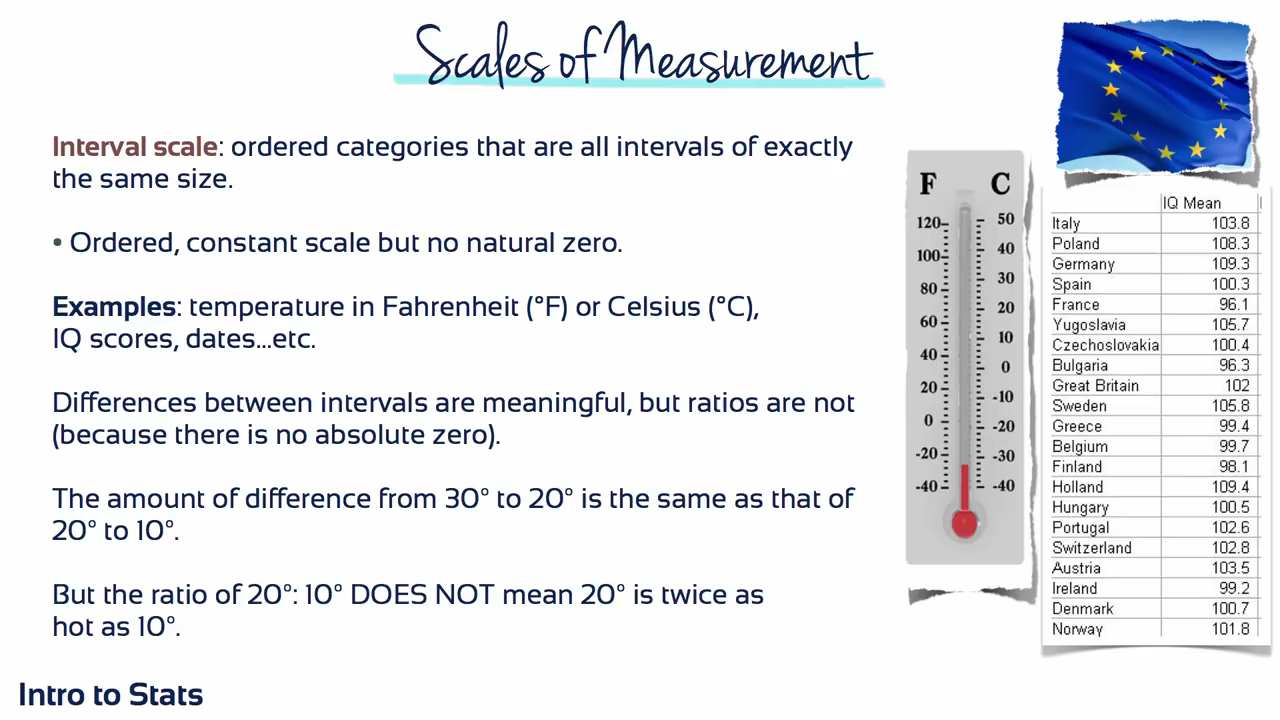 Scales of Measurement
Interval scale: ordered categories that are all intervals of exactly
the same size.
• Ordered, constant scale but no natural zero.
Examples: temperature in Fahrenheit (°F) or Celsius (°C),
IQ scores, dates...etc.
Differences between intervals are meaningful, but ratios are not
(because there is no absolute zero).
The amount of difference from 30° to 20° is the same as that of
20° to 10°.
But the ratio of 20°: 10° DOES NOT mean 20° is twice as
hot as 10°.
Intro to Stats
F C
120 50
100 40
80 30
60 20
40 10
20 0
0 -10
-20 -20
-40 -30
-40
IQ Mean
Italy 103.8
Poland 108.3
Germany 109.3
Spain 100.3
France 96.1
Yugoslavia 105.7
Czechoslovakia 100.4
Bulgaria 96.3
Great Britain 102
Sweden 105.8
Greece 99.4
Belgium 99.7
Finland 98.1
Holland 109.4
Hungary 100.5
Portugal 102.6
Switzerland 102.8
Austria 103.5
Ireland 99.2
Denmark 100.7
Norway 101.8